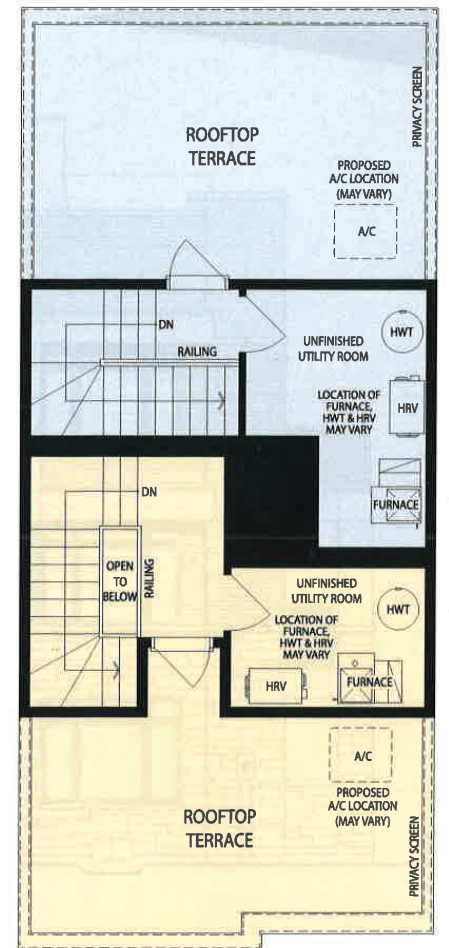 ROOFTOP
TERRACE
PRIVACY SCREEN
PROPOSED
A/C LOCATION
(MAY VARY)
A/C
DN
RAILING
UNFINISHED
UTILITY ROOM
HWT
LOCATION OF
FURNACE,
HWT & HRV
MAY VARY
HRV
FURNACE
DN
OPEN
TO
BELOW
RAILING
UNFINISHED
UTILITY ROOM
HWT
LOCATION OF
FURNACE,
HWT & HRV
MAY VARY
HRV
FURNACE
A/C
PROPOSED
A/C LOCATION
(MAY VARY)
ROOFTOP
TERRACE
PRIVACY SCREEN